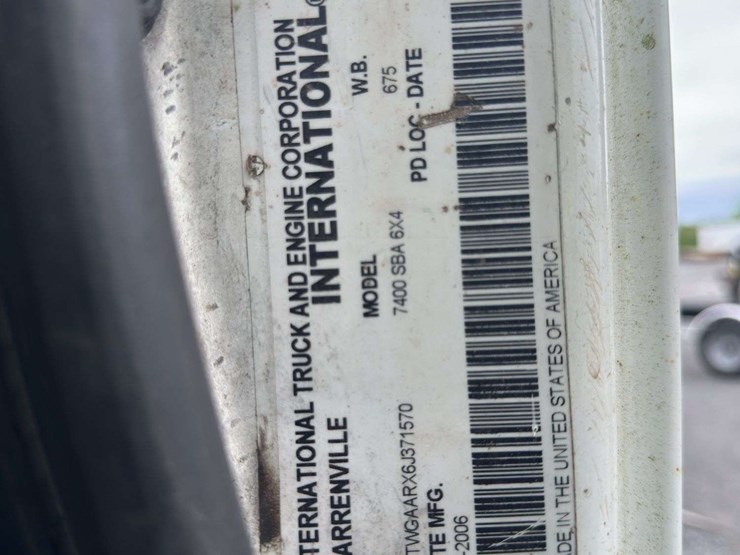 TERNATIONAL TRUCK AND ENGINE CORPORATION
ARRENVILLE INTERNATIONAL®
MODEL W.B.
TWGAARX6J371570 7400 SBA 6X4 675
TE MFG. PD LOC - DATE
-2006
DE IN THE UNITED STATES OF AMERICA